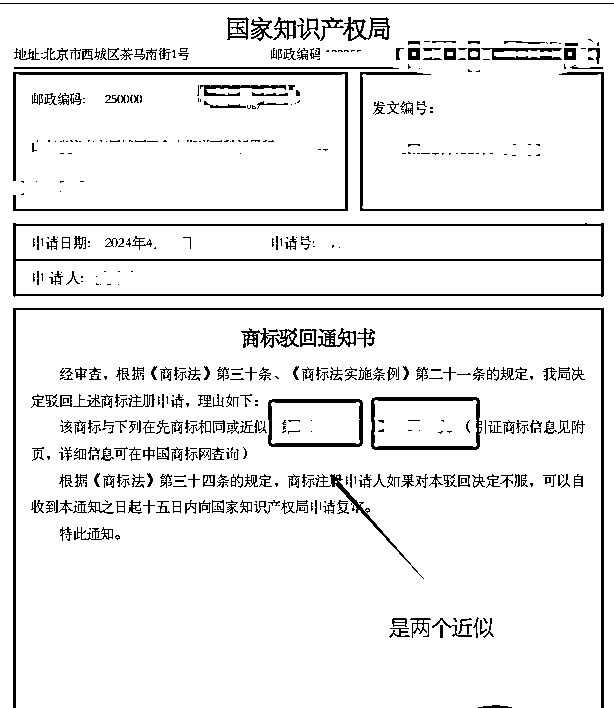 国家知识产权局
地址:北京市西城区茶马南街1号
邮政编码
邮政编码: 250000
发文编号:
申请日期: 2024年4
申请号:
申请人:
商标驳回通知书
经审查,根据《商标法》第三十条、《商标法实施条例》第二十一条的规定,我局决
定驳回上述商标注册申请,理由如下:
该商标与下列在先商标相同或近似 (引证商标信息见附
页,详细信息可在中国商标网查询)
根据《商标法》第三十四条的规定,商标注册申请人如果对本驳回决定不服,可以自
收到本通知之日起十五日内向国家知识产权局申请复审。
特此通知。
是两个近似